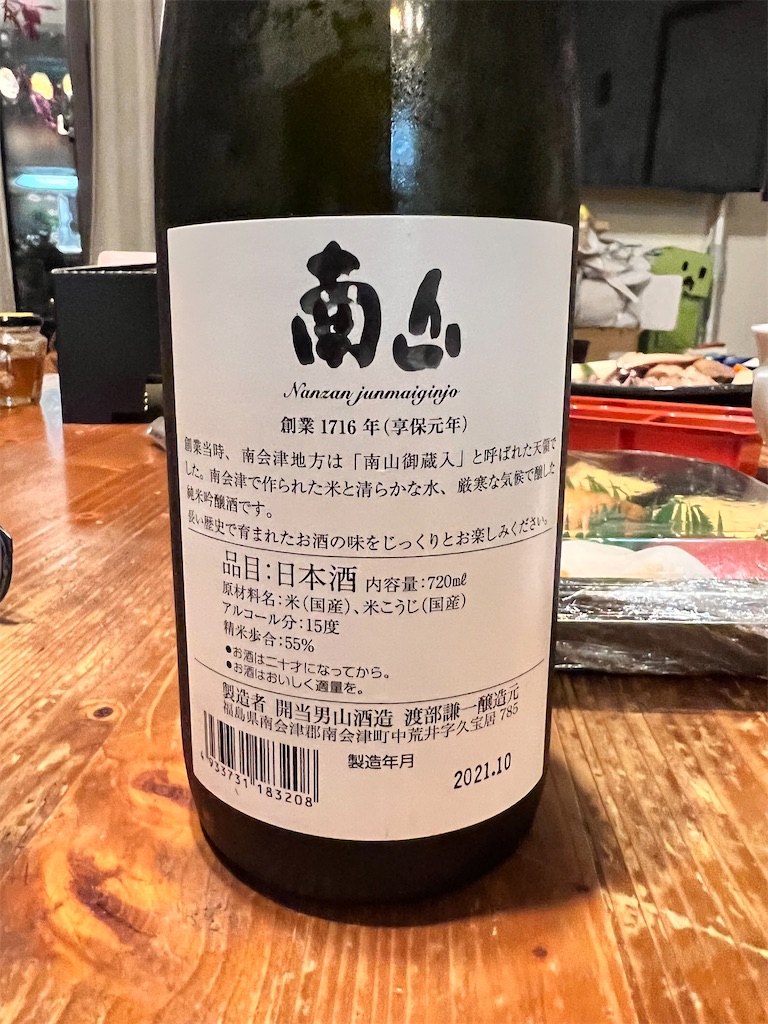 南山
Nanzan junmaiginjo
創業 1716 年(享保元年)
創業当時、南会津地方は「南山御蔵入」と呼ばれた天領で
した。南会津で作られた米と清らかな水、厳寒な気候で醸した
純米吟醸酒です。
長い歴史で育まれたお酒の味をじっくりとお楽しみください。
品目:日本酒 内容量:720mℓ
原材料名:米(国産)、米こうじ(国産)
アルコール分:15度
精米歩合:55%
●お酒は二十才になってから。
●お酒はおいしく適量を。
製造者 開当男山酒造 渡部謙一醸造元
福島県南会津郡南会津町中荒井字久宝居 785
4 933731 183208
製造年月
2021.10